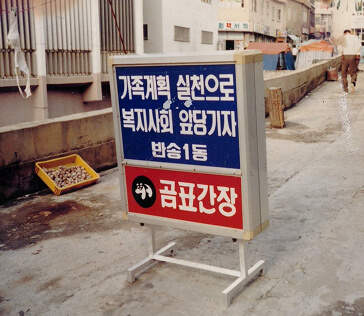 가족계획 실천으로
복지사회 앞당기자
반송1동
곰표간장